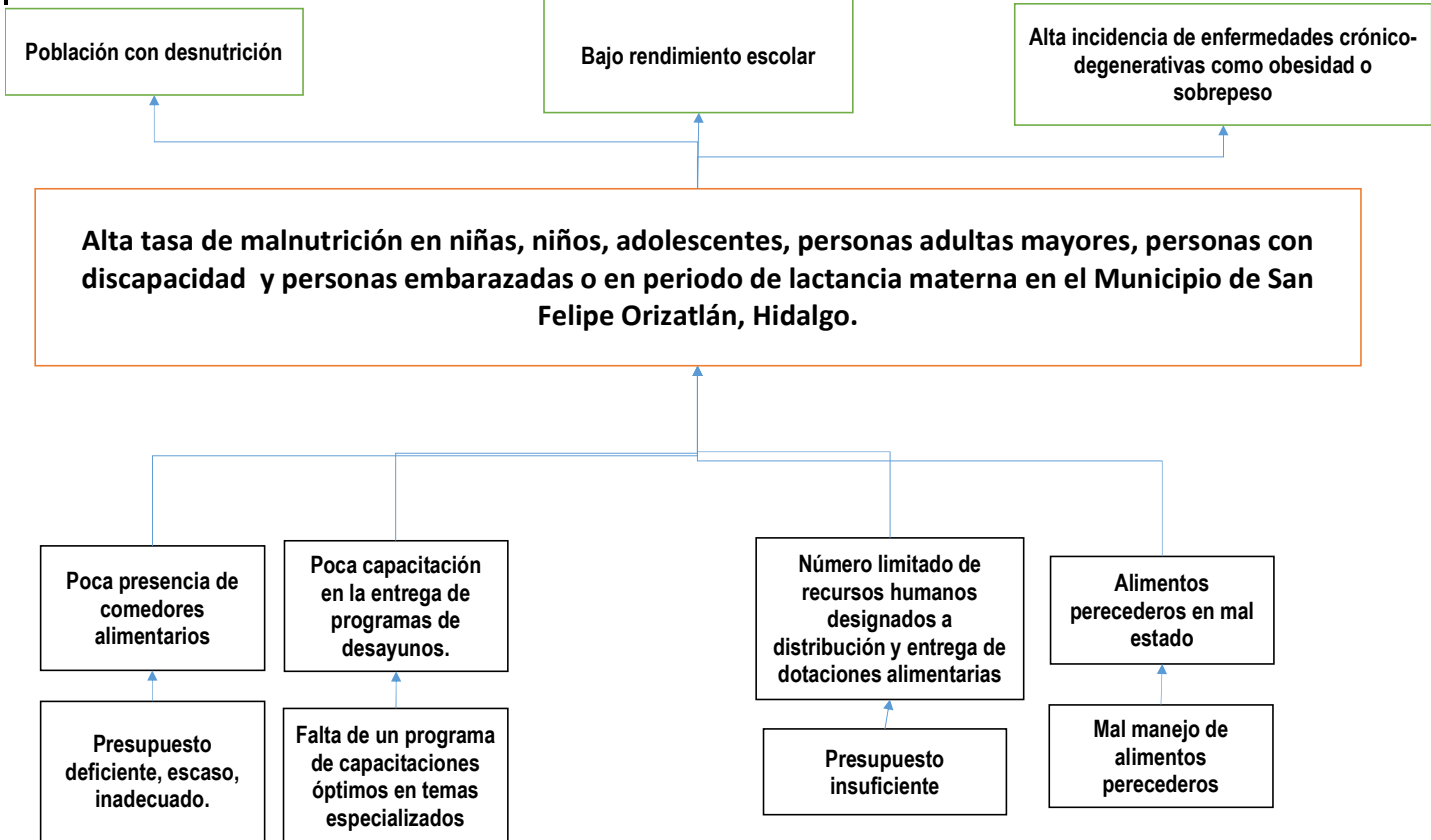 Población con desnutrición
Bajo rendimiento escolar
Alta incidencia de enfermedades crónico-
degenerativas como obesidad o
sobrepeso
Alta tasa de malnutrición en niñas, niños, adolescentes, personas adultas mayores, personas con
discapacidad y personas embarazadas o en periodo de lactancia materna en el Municipio de San
Felipe Orizatlán, Hidalgo.
Poca presencia de
comedores
alimentarios
Poca capacitación
en la entrega de
programas de
desayunos.
Número limitado de
recursos humanos
designados a
distribución y entrega de
dotaciones alimentarias
Alimentos
perecederos en mal
estado
Presupuesto
deficiente, escaso,
inadecuado.
Falta de un programa
de capacitaciones
óptimos en temas
especializados
Presupuesto
insuficiente
Mal manejo de
alimentos
perecederos